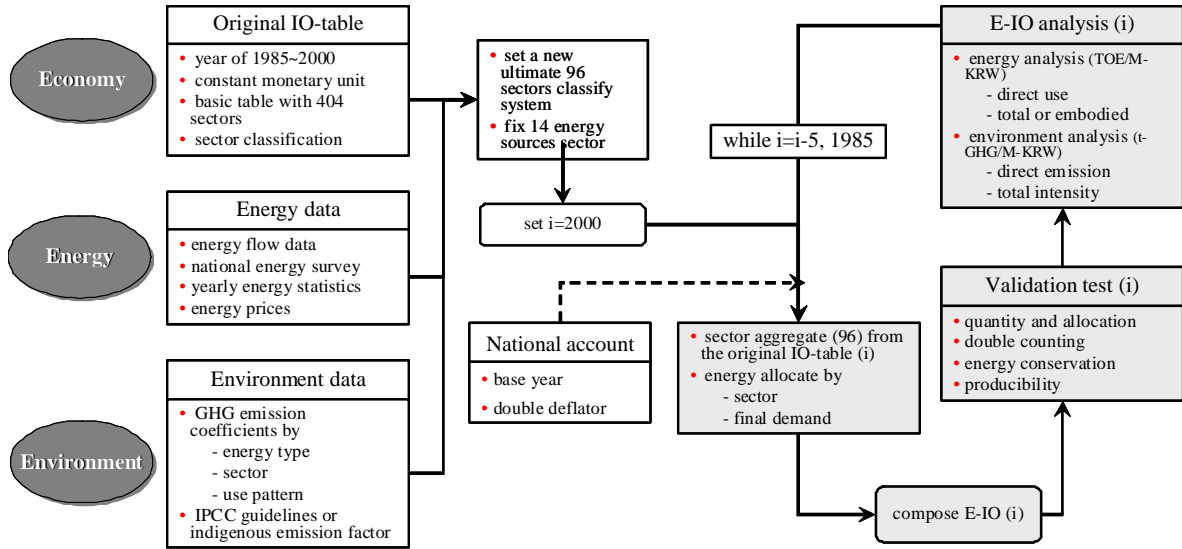 Economy
Original IO-table
• year of 1985~2000
• constant monetary unit
• basic table with 404
sectors
• sector classification
Energy
Energy data
• energy flow data
• national energy survey
• yearly energy statistics
• energy prices
Environment
Environment data
• GHG emission
coefficients by
- energy type
- sector
- use pattern
• IPCC guidelines or
indigenous emission factor
• set a new
ultimate 96
sectors classify
system
• fix 14 energy
sources sector
set i=2000
National account
• base year
• double deflator
while i=i-5, 1985
• sector aggregate (96) from
the original IO-table (i)
• energy allocate by
- sector
- final demand
compose E-IO (i)
Validation test (i)
• quantity and allocation
• double counting
• energy conservation
• producibility
E-IO analysis (i)
• energy analysis (TOE/M-
KRW)
- direct use
- total or embodied
• environment analysis (t-
GHG/M-KRW)
- direct emission
- total intensity